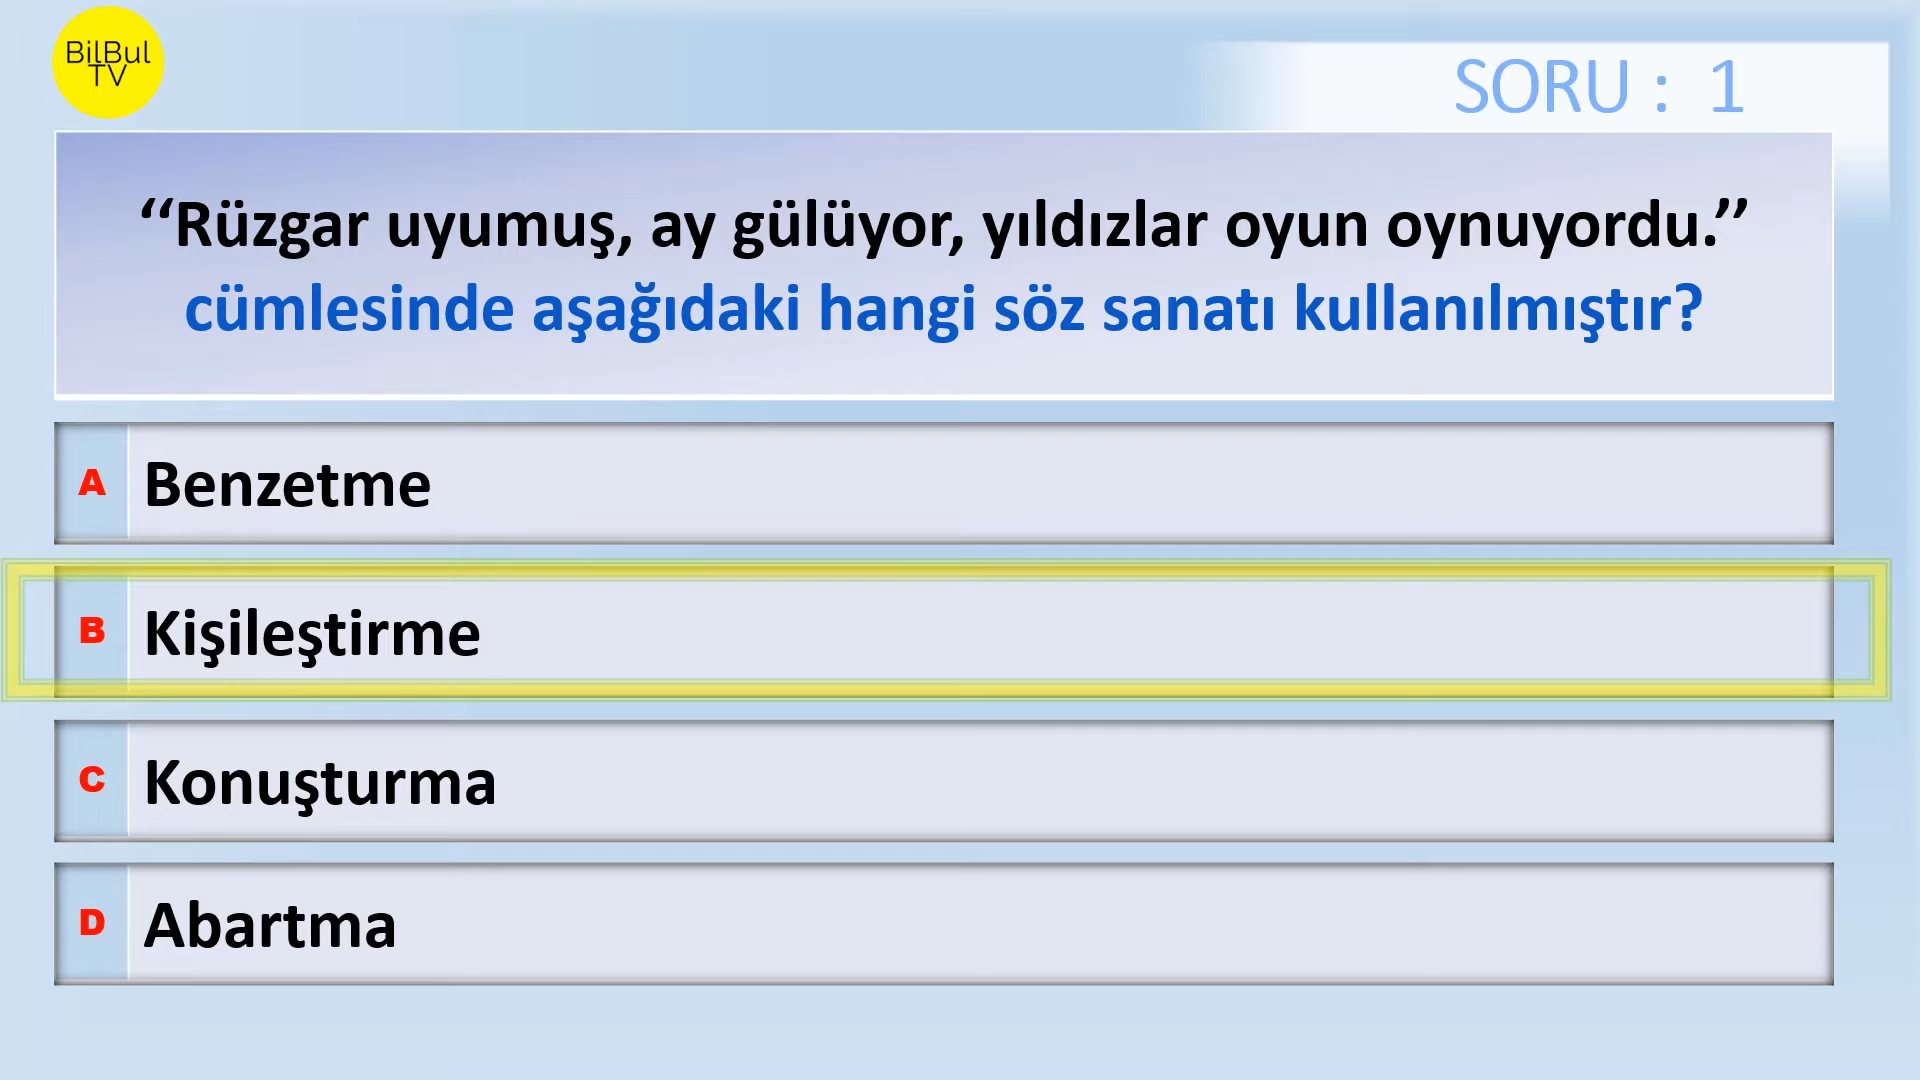 BilBul
TV
SORU : 1
‘‘Rüzgar uyumuş, ay gülüyor, yıldızlar oyun oynuyordu.’’
cümlesinde aşağıdaki hangi söz sanatı kullanılmıştır?
A Benzetme
B Kişileştirme
C Konuşturma
D Abartma